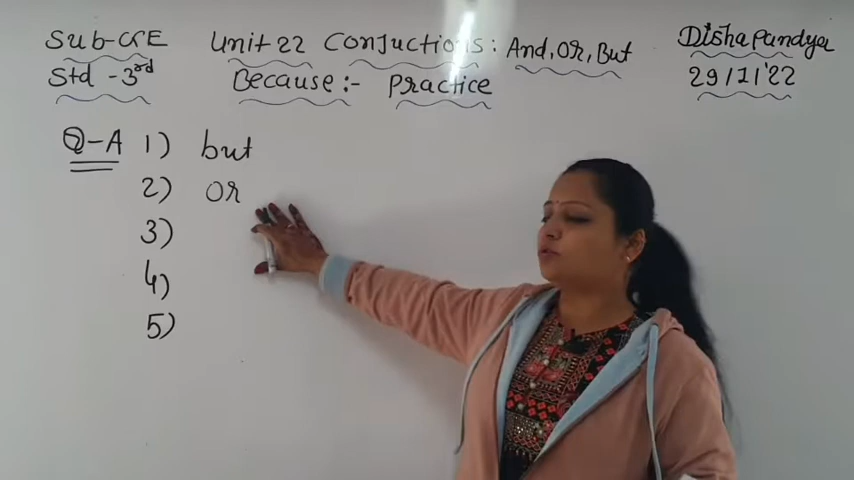 Sub-CRE Unit 22 Conjuctions: And, Or, But Disha Pandya
Std - 3rd Because :- Practice 29/11/'22
Q-A 1) but
2) or
3)
4)
5)